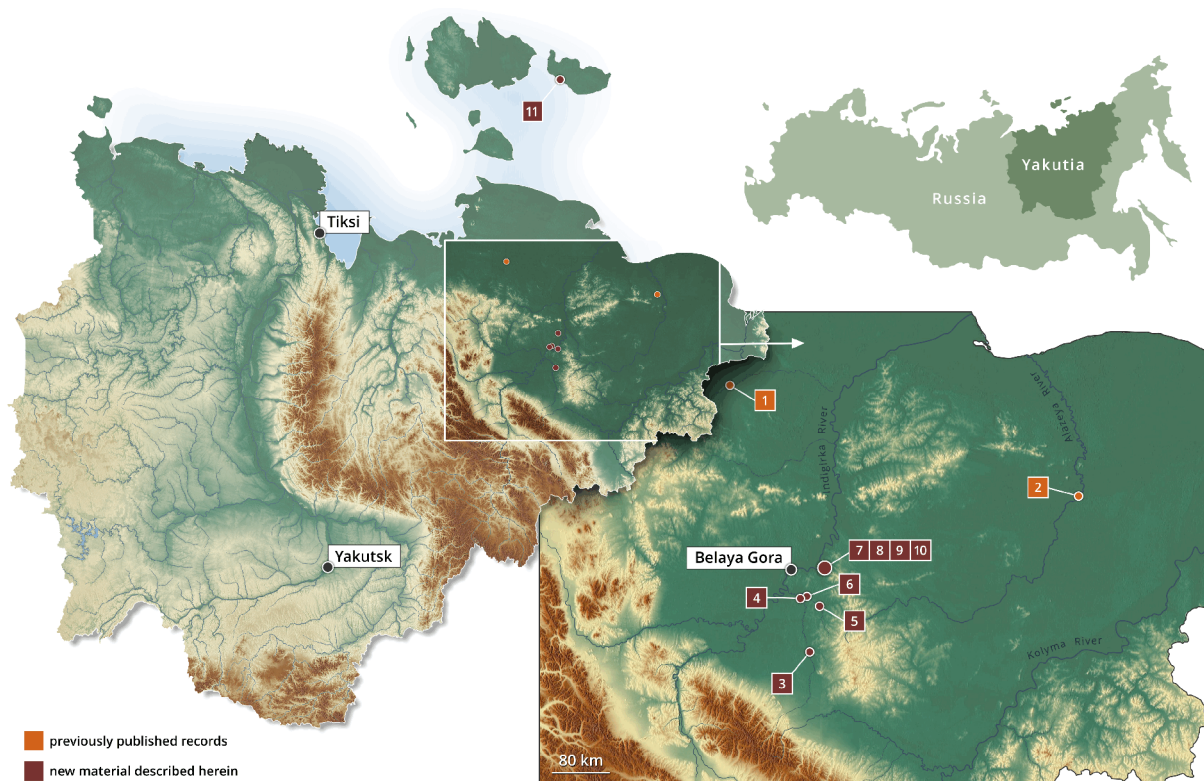 11
Yakutia
Russia
Tiksi
1
Indigirka River
Alazeya River
2
Belaya Gora
7 8 9 10
6
4
5
Yakutsk
Kolyma River
3
previously published records
new material described herein
80 km